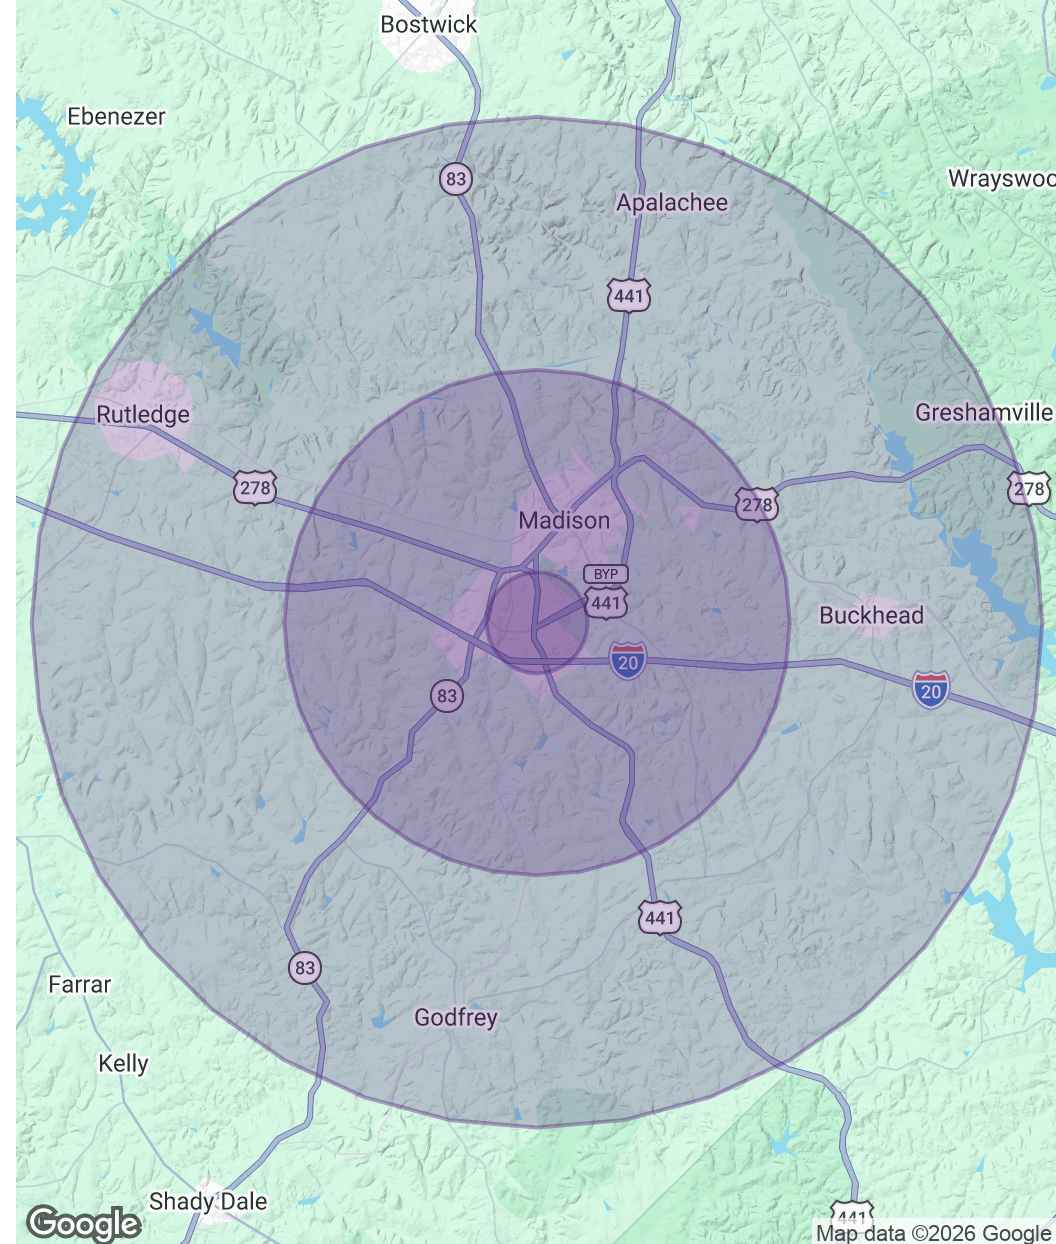 Bostwick
Ebenezer
83
Wrayswoo
Apalachee
441
Rutledge
Greshamville
278
278
278
Madison
BYP
441
Buckhead
20
83
20
441
83
Farrar
Godfrey
Kelly
Shady Dale
441
Google
Map data ©2026 Google